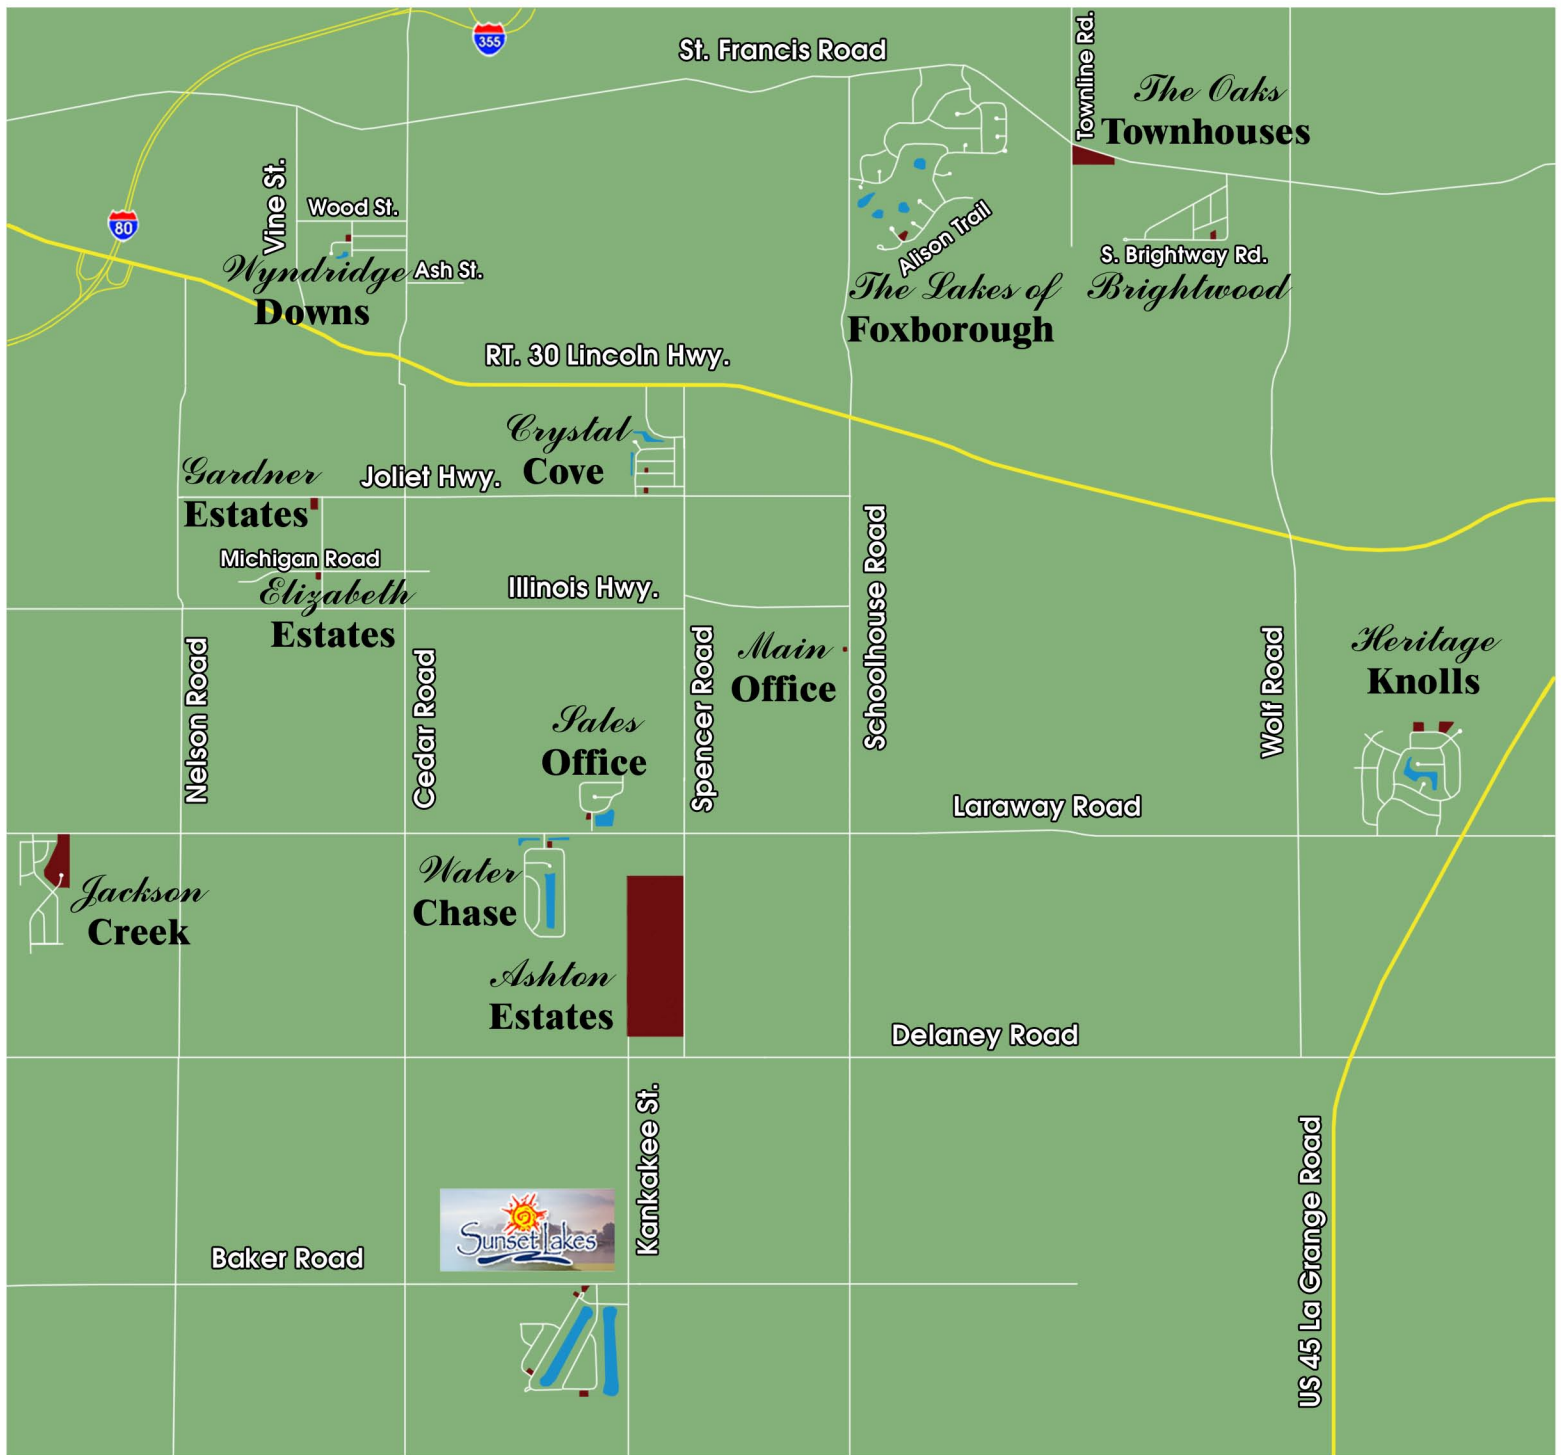 355
St. Francis Road
Townline Rd.
The Oaks
Townhouses
80
Vine St.
Wood St.
Wyndridge
Downs
Ash St.
Alison Trail
The Lakes of
Foxborough
S. Brightway Rd.
Brightwood
RT. 30 Lincoln Hwy.
Crystal
Cove
Gardner
Estates
Joliet Hwy.
Michigan Road
Elizabeth
Estates
Illinois Hwy.
Nelson Road
Cedar Road
Spencer Road
Main
Office
Schoolhouse Road
Wolf Road
Heritage
Knolls
Sales
Office
Laraway Road
Jackson
Creek
Water
Chase
Ashton
Estates
Delaney Road
Kankakee St.
Sunset Lakes
Baker Road
US 45 La Grange Road